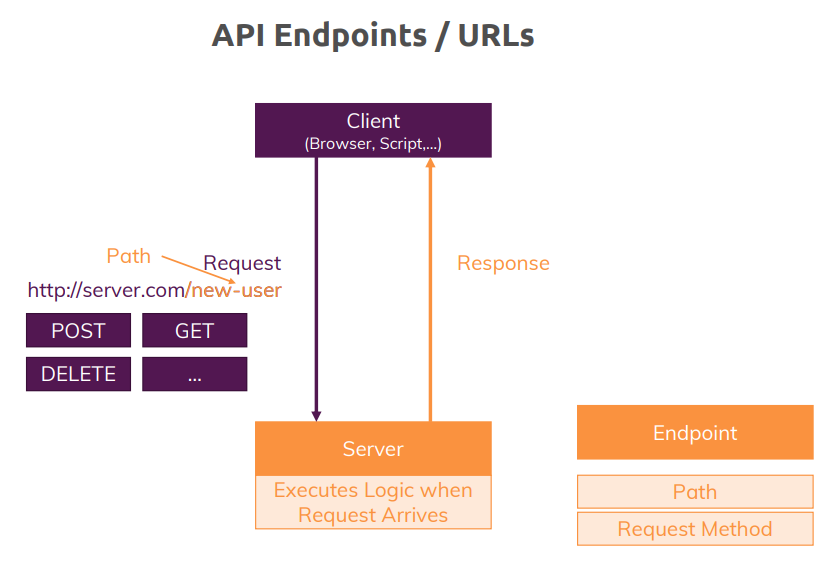 API Endpoints / URLs
Client
(Browser, Script,...)
Path
Request
http://server.com/new-user
Response
POST
GET
DELETE
...
Server
Executes Logic when
Request Arrives
Endpoint
Path
Request Method